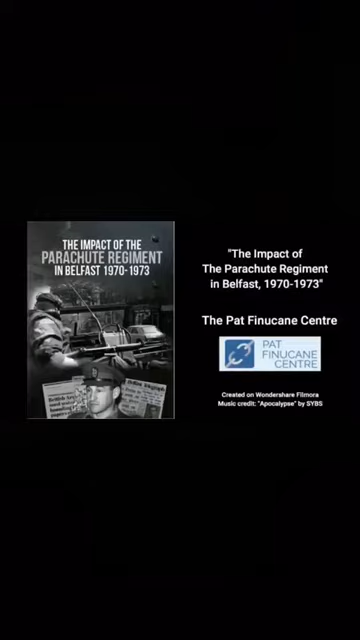 THE IMPACT OF THE
PARACHUTE REGIMENT
IN BELFAST 1970-1973
"The Impact of
The Parachute Regiment
in Belfast, 1970-1973"
The Pat Finucane Centre
PAT
FINUCANE
CENTRE
Created on Wondershare Filmora
Music credit: "Apocalypse" by SYBS